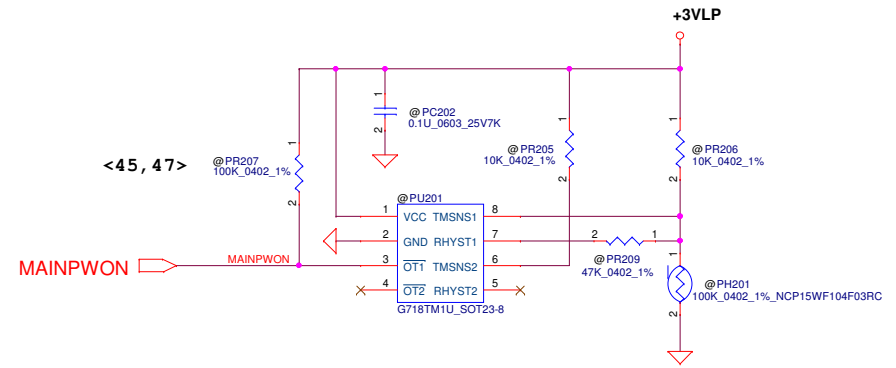 +3VLP
1
@PC202
0.1U_0603_25V7K
2
1
@PR205
10K_0402_1%
2
1
@PR206
10K_0402_1%
2
<45,47>
1
@PR207
100K_0402_1%
2
@PU201
1 VCC TMSNS1 8
2 GND RHYST1 7
3 OT1 TMSNS2 6
4 OT2 RHYST2 5
G718TM1U_SOT23-8
MAINPWON
MAINPWON
2 1
@PR209
47K_0402_1%
1
@PH201
100K_0402_1%_NCP15WF104F03RC
2